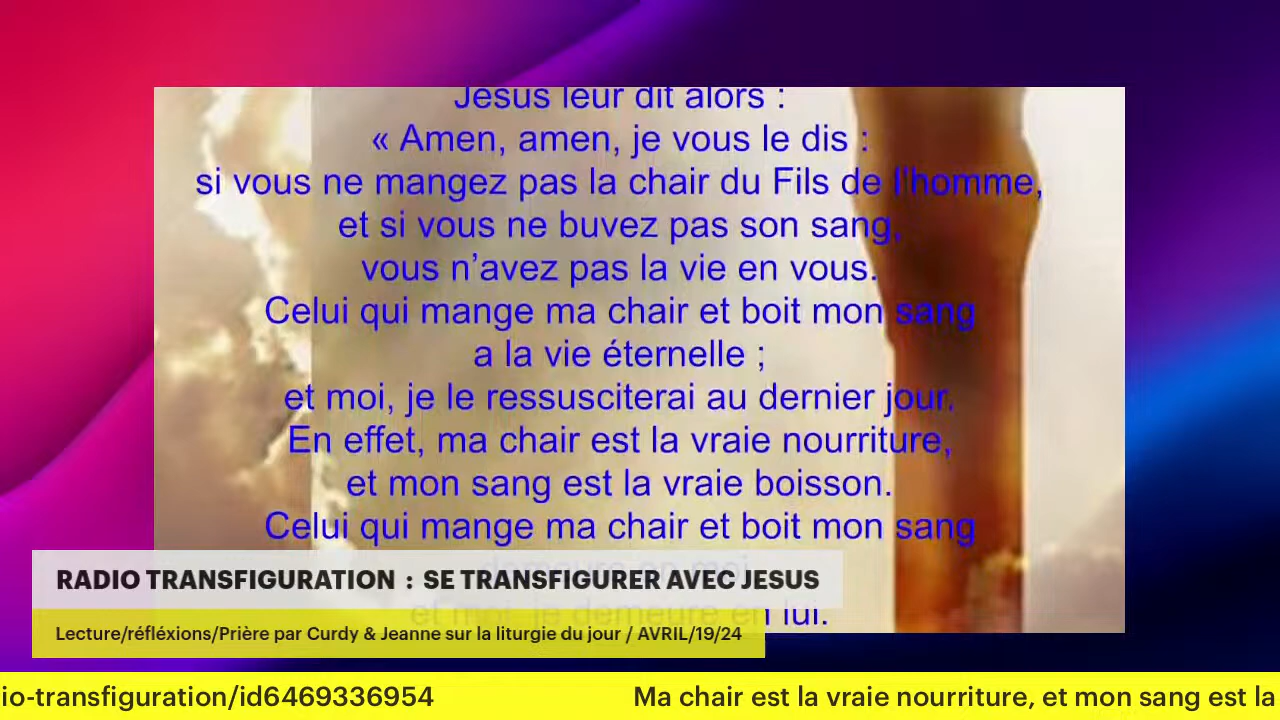 Jésus leur dit alors :
« Amen, amen, je vous le dis :
si vous ne mangez pas la chair du Fils de l'homme,
et si vous ne buvez pas son sang,
vous n’avez pas la vie en vous.
Celui qui mange ma chair et boit mon sang
a la vie éternelle ;
et moi, je le ressusciterai au dernier jour.
En effet, ma chair est la vraie nourriture,
et mon sang est la vraie boisson.
Celui qui mange ma chair et boit mon sang
demeure en moi,
et moi, je demeure en lui.
RADIO TRANSFIGURATION : SE TRANSFIGURER AVEC JESUS
Lecture/réfléxions/Prière par Curdy & Jeanne sur la liturgie du jour / AVRIL/19/24
io-transfiguration/id6469336954 Ma chair est la vraie nourriture, et mon sang est la